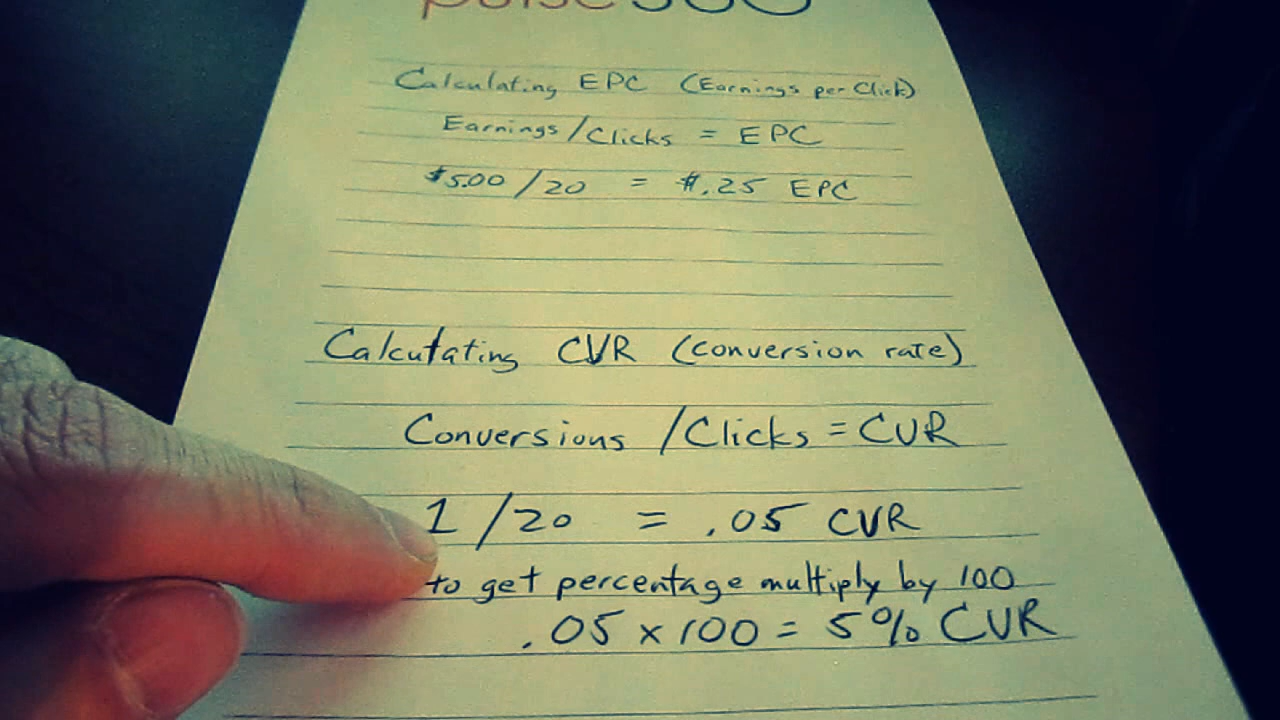 pulse360
Calculating EPC (Earnings per Click)
Earnings/Clicks = EPC
$5.00/20 = $.25 EPC
Calculating CVR (conversion rate)
Conversions /Clicks = CVR
1/20 = .05 CVR
to get percentage multiply by 100
.05 x 100 = 5% CVR